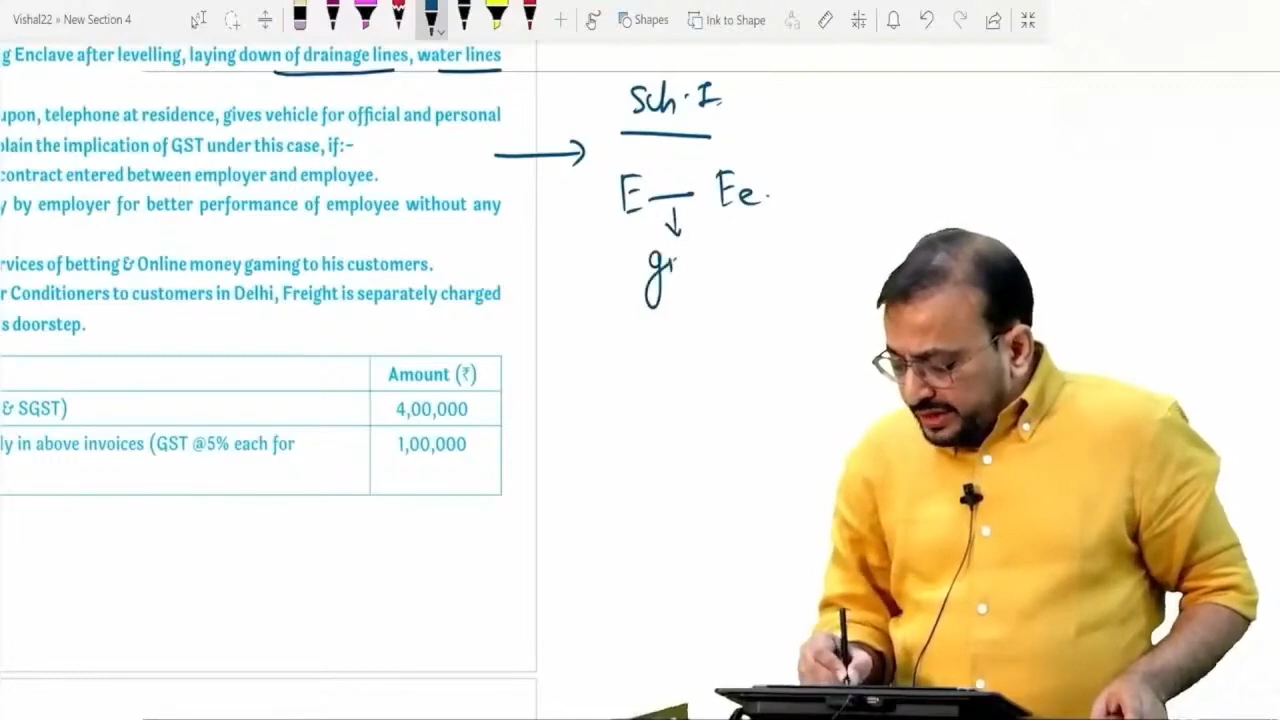 Vishal22 » New Section 4
Shapes
Ink to Shape
g Enclave after levelling, laying down of drainage lines, water lines
upon, telephone at residence, gives vehicle for official and personal
plain the implication of GST under this case, if:-
contract entered between employer and employee.
y by employer for better performance of employee without any
rvices of betting & Online money gaming to his customers.
r Conditioners to customers in Delhi, Freight is separately charged
s doorstep.
Amount (₹)
& SGST) 4,00,000
ly in above invoices (GST @5% each for 1,00,000
Sch. I
E — Ee.
gi